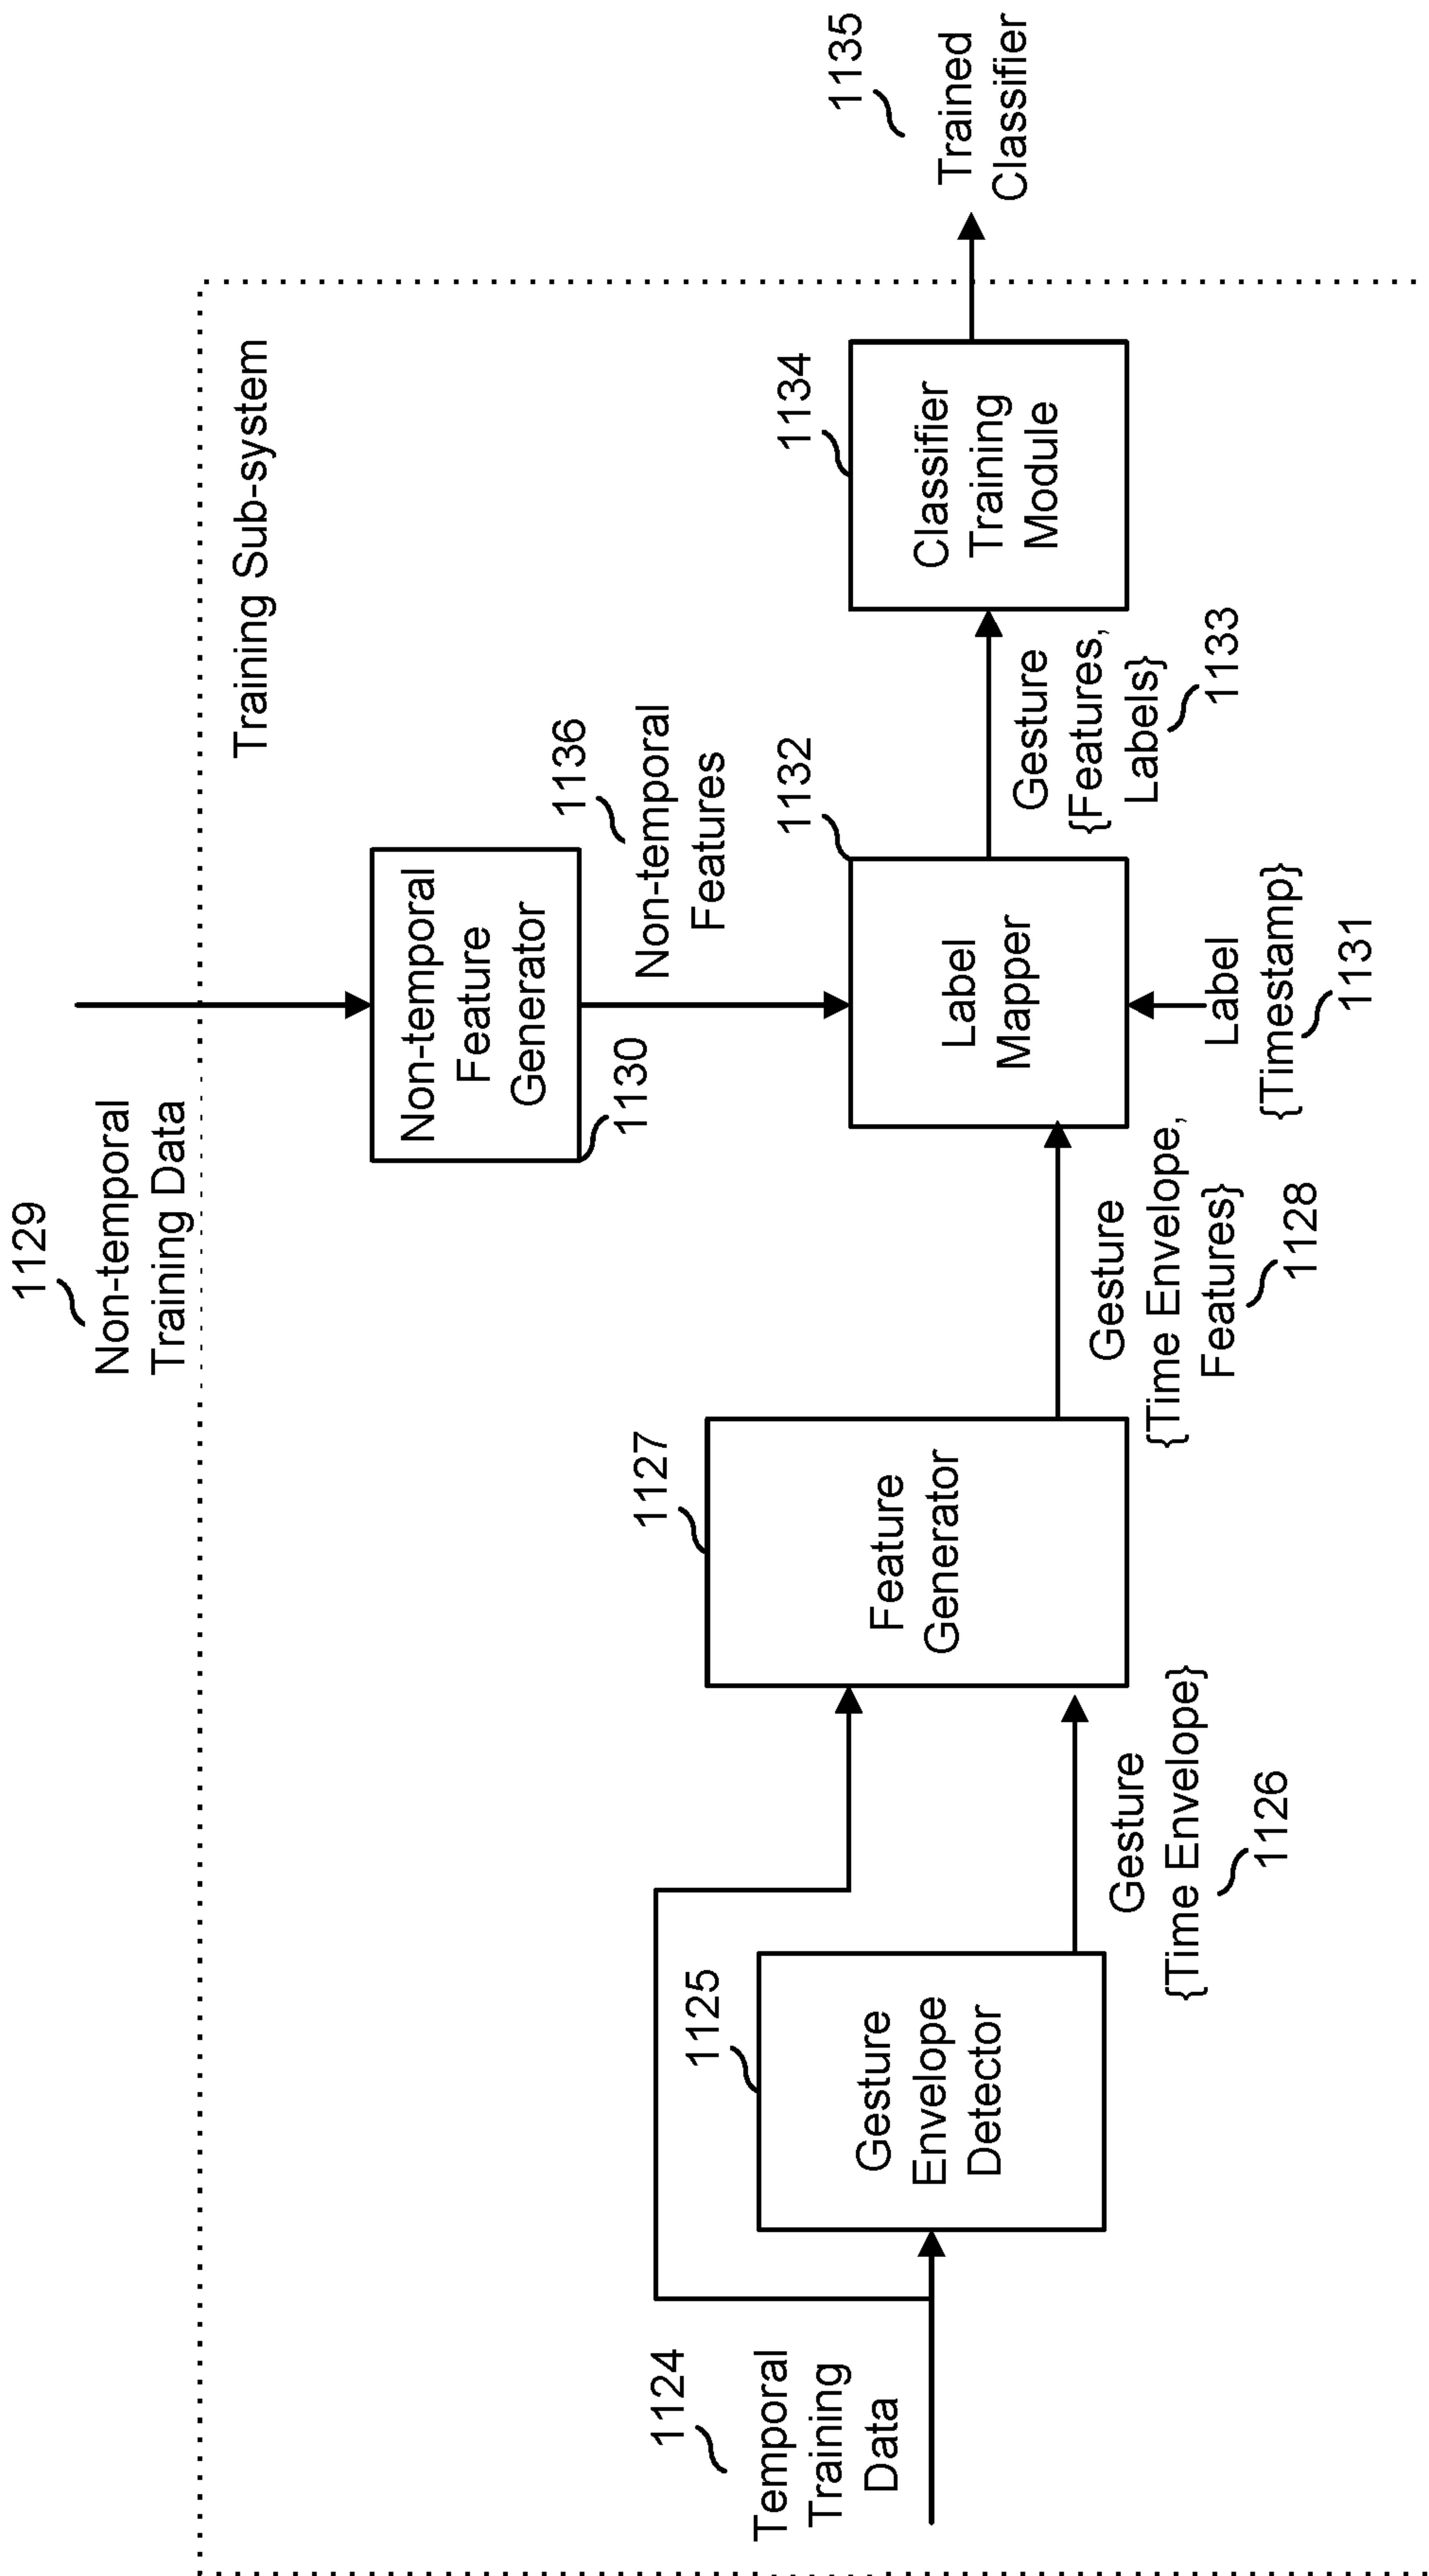 1129
Non-temporal
Training Data
Training Sub-system
Non-temporal
Feature
Generator
1130
1136
Non-temporal
Features
1124
Temporal
Training
Data
1125
Gesture
Envelope
Detector
Gesture
{Time Envelope}
1126
1127
Feature
Generator
Gesture
{Time Envelope,
Features}
1128
1132
Label
Mapper
Label
{Timestamp}
1131
Gesture
{Features,
Labels}
1133
1134
Classifier
Training
Module
1135
Trained
Classifier